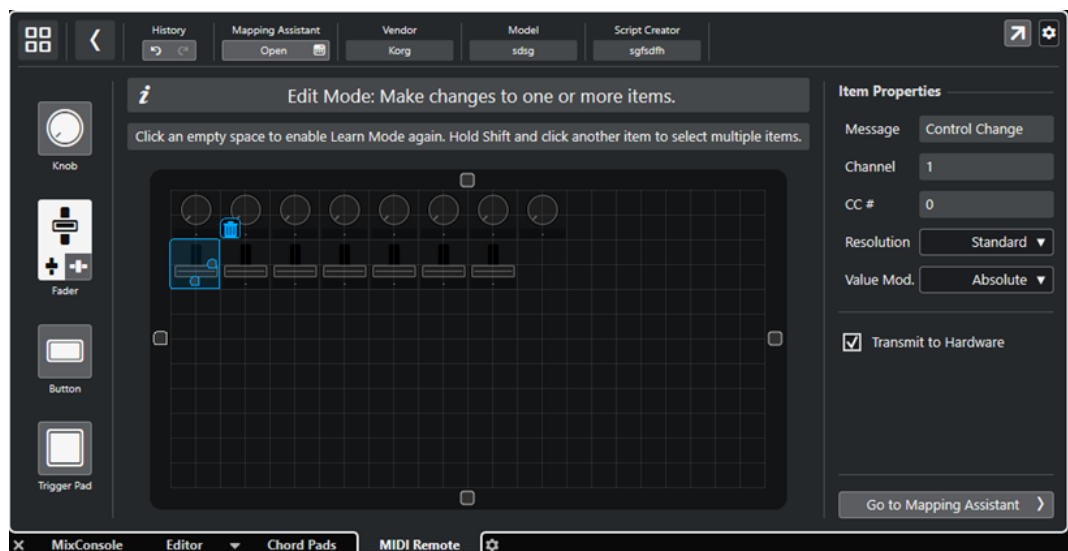 History
Mapping Assistant
Open
Vendor
Korg
Model
sdsg
Script Creator
sgfsdfh
Knob
Fader
Button
Trigger Pad
i Edit Mode: Make changes to one or more items.
Click an empty space to enable Learn Mode again. Hold Shift and click another item to select multiple items.
Item Properties
Message Control Change
Channel 1
CC # 0
Resolution Standard
Value Mod. Absolute
Transmit to Hardware
Go to Mapping Assistant
MixConsole Editor Chord Pads MIDI Remote